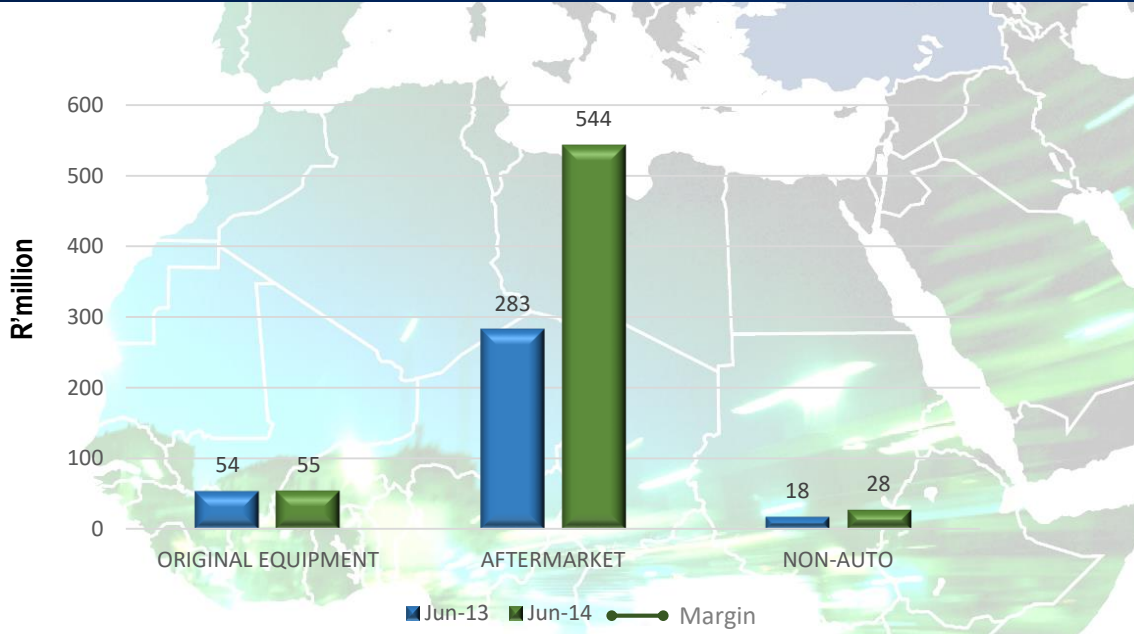 R'million
600
500
400
300
200
100
0
54
55
283
544
18
28
ORIGINAL EQUIPMENT
AFTERMARKET
NON-AUTO
Jun-13
Jun-14
Margin